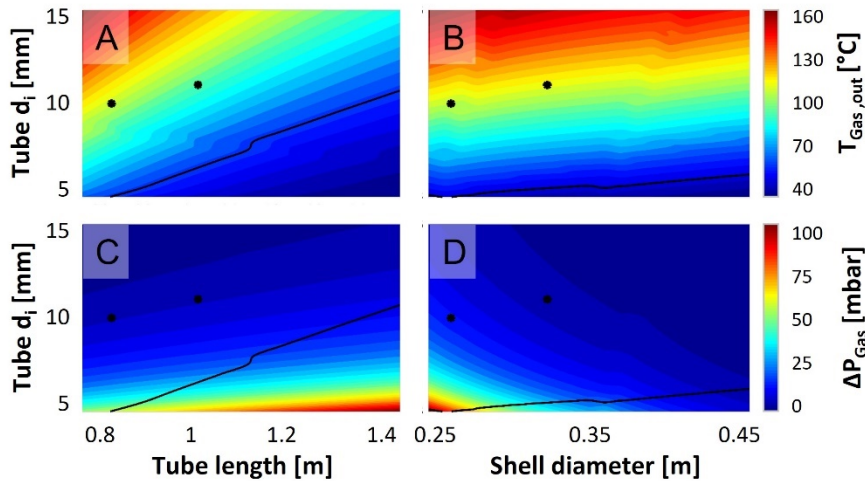 A
B
15
10
5
Tube dᵢ [mm]
160
130
100
70
40
T_Gas,out [°C]
C
D
15
10
5
Tube dᵢ [mm]
100
75
50
25
0
ΔP_Gas [mbar]
0.8
1
1.2
1.4
Tube length [m]
0.25
0.35
0.45
Shell diameter [m]